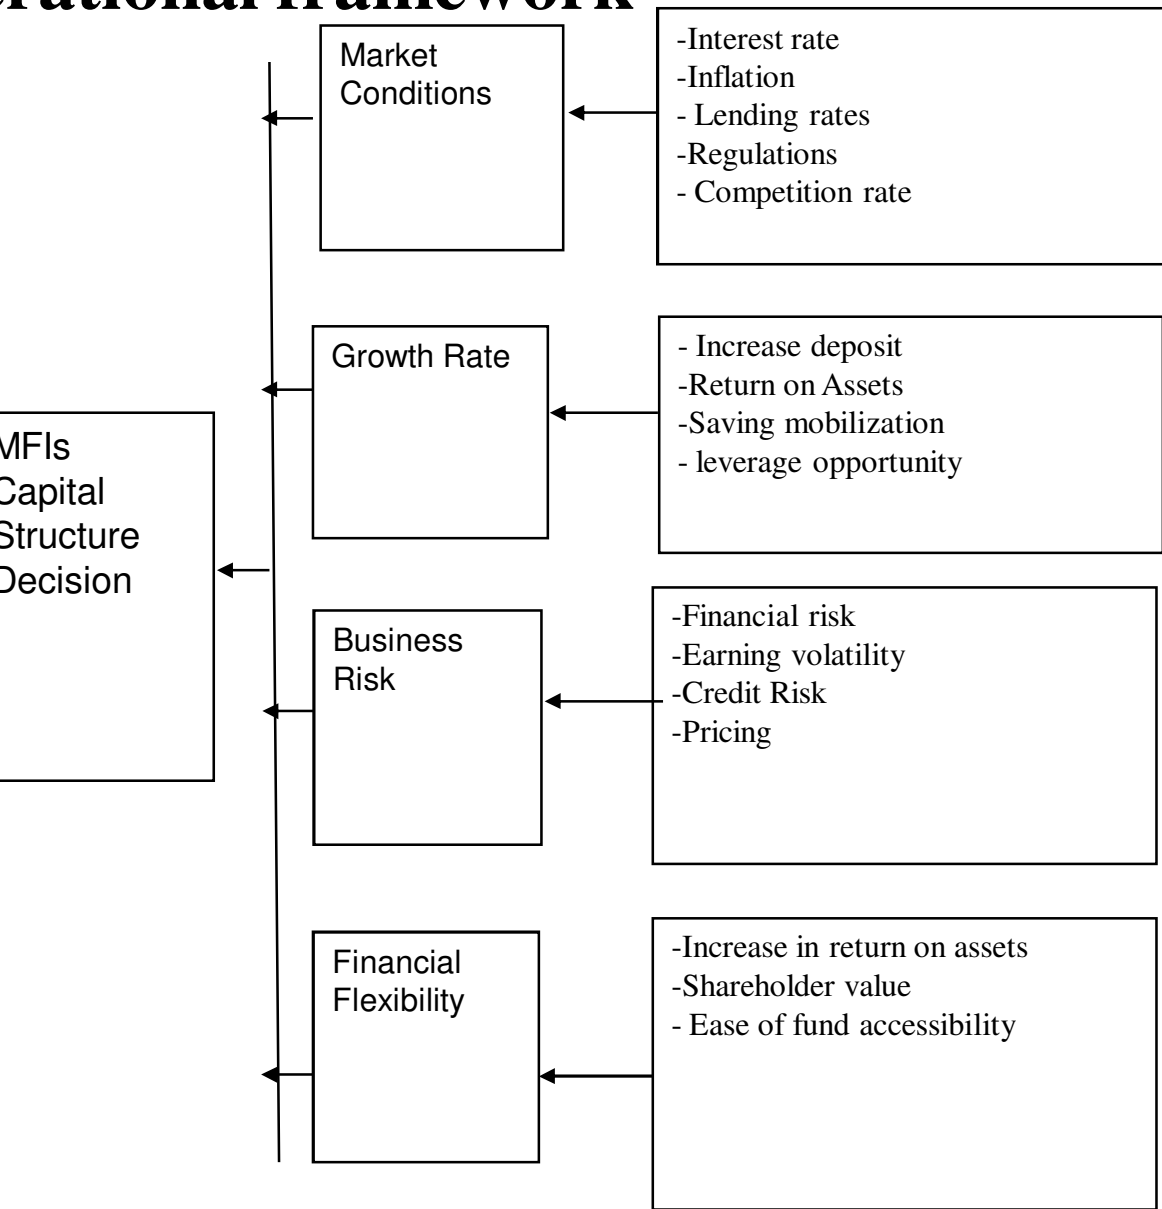 framework
Market
Conditions
-Interest rate
-Inflation
- Lending rates
-Regulations
- Competition rate
Growth Rate
- Increase deposit
-Return on Assets
-Saving mobilization
- leverage opportunity
MFIs
Capital
Structure
Decision
Business
Risk
-Financial risk
-Earning volatility
-Credit Risk
-Pricing
Financial
Flexibility
-Increase in return on assets
-Shareholder value
- Ease of fund accessibility